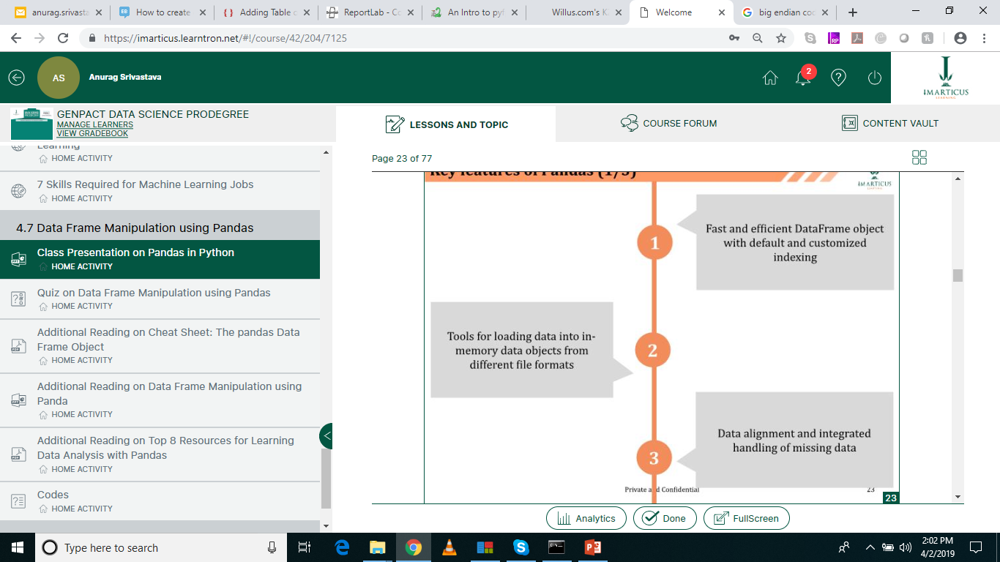 anurag.srivasta
How to create
Adding Table o
ReportLab - Co
An Intro to pyf
Willus.com's K
Welcome
big endian coc
https://imarticus.learntron.net/#!/course/42/204/7125
AS
Anurag Srivastava
2
IMARTICUS
LEARNING
GENPACT DATA SCIENCE PRODEGREE
MANAGE LEARNERS
VIEW GRADEBOOK
LESSONS AND TOPIC
COURSE FORUM
CONTENT VAULT
Learning
HOME ACTIVITY
7 Skills Required for Machine Learning Jobs
HOME ACTIVITY
4.7 Data Frame Manipulation using Pandas
Class Presentation on Pandas in Python
HOME ACTIVITY
Quiz on Data Frame Manipulation using Pandas
HOME ACTIVITY
Additional Reading on Cheat Sheet: The pandas Data
Frame Object
HOME ACTIVITY
Additional Reading on Data Frame Manipulation using
Panda
HOME ACTIVITY
Additional Reading on Top 8 Resources for Learning
Data Analysis with Pandas
HOME ACTIVITY
Codes
HOME ACTIVITY
Page 23 of 77
Key features of Pandas (1/3)
IMARTICUS
1
Fast and efficient DataFrame object
with default and customized
indexing
Tools for loading data into in-
memory data objects from
different file formats
2
Data alignment and integrated
handling of missing data
3
Private and Confidential
23
23
Analytics
Done
FullScreen
Type here to search
2:02 PM
4/2/2019